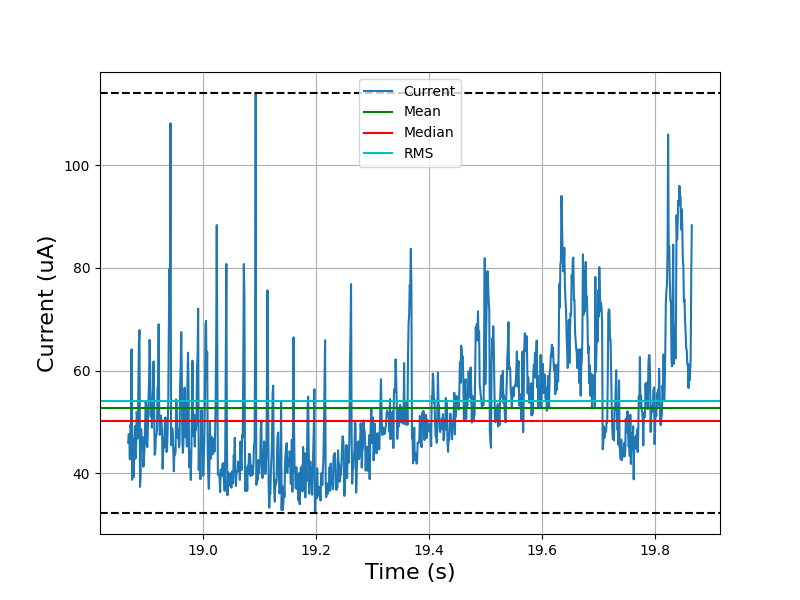 Current
Mean
Median
RMS
100
80
60
40
Current (uA)
19.0 19.2 19.4 19.6 19.8
Time (s)